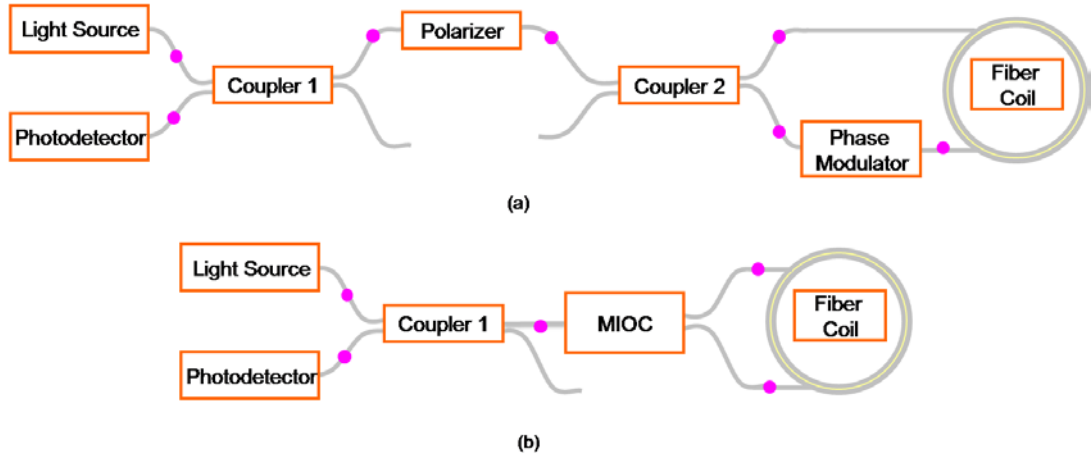 Light Source
Polarizer
Coupler 1
Coupler 2
Fiber
Coil
Photodetector
Phase
Modulator
(a)
Light Source
Coupler 1
MIOC
Fiber
Coil
Photodetector
(b)